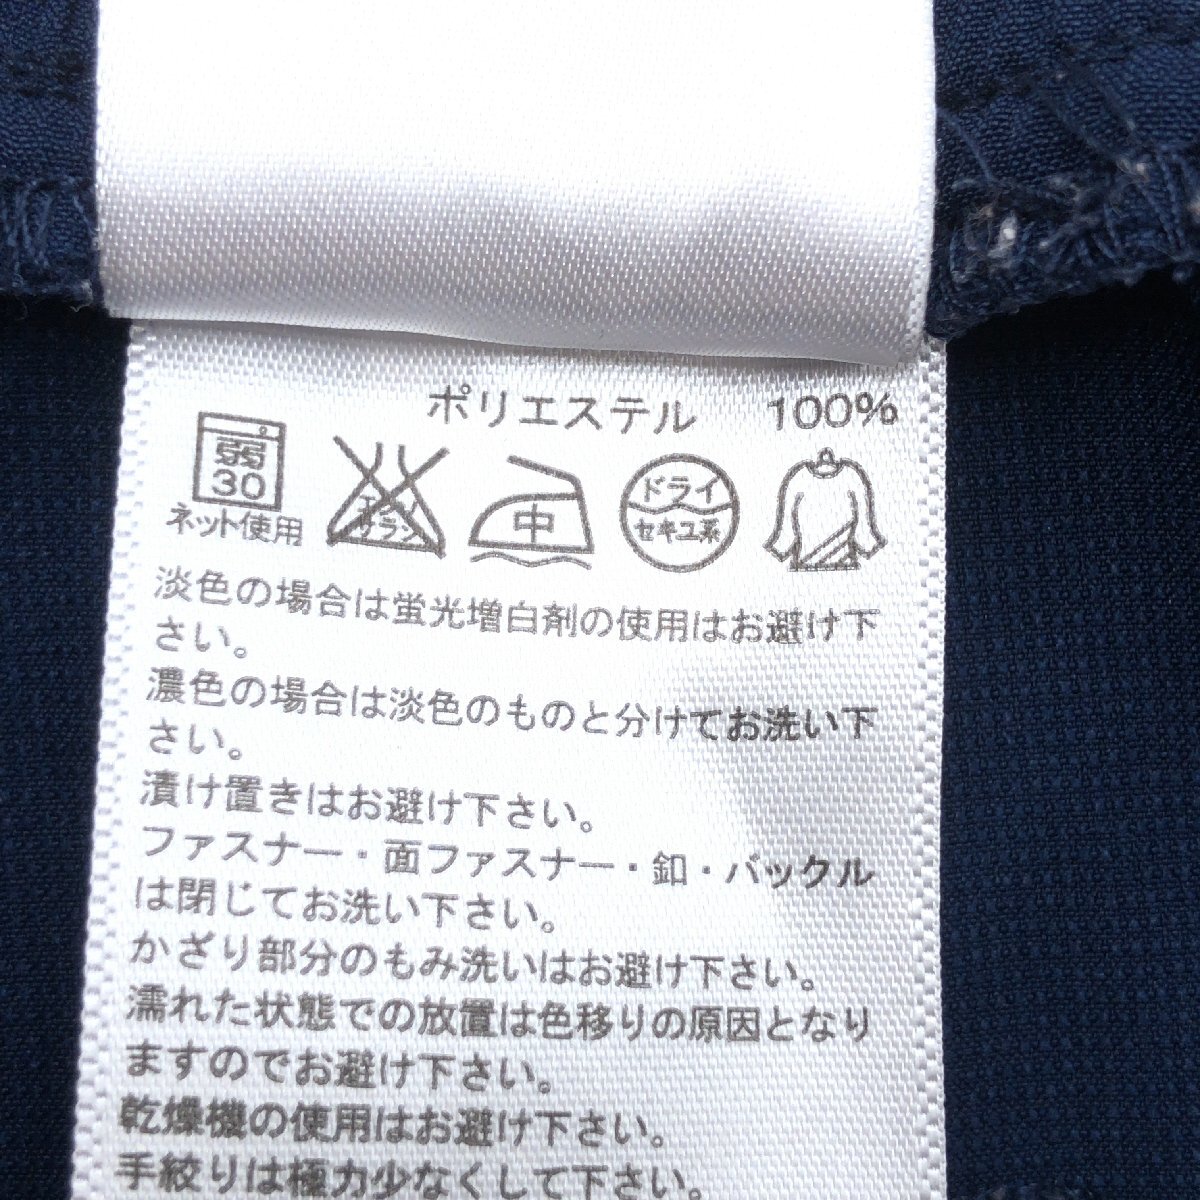 ポリエステル 100%
弱
30
ネット使用
エンソ
サラシ
中
ドライ
セキユ系
淡色の場合は蛍光増白剤の使用はお避け下
さい。
濃色の場合は淡色のものと分けてお洗い下
さい。
漬け置きはお避け下さい。
ファスナー・面ファスナー・釦・バックル
は閉じてお洗い下さい。
かざり部分のもみ洗いはお避け下さい。
濡れた状態での放置は色移りの原因となり
ますのでお避け下さい。
乾燥機の使用はお避け下さい。
手絞りは極力少なくして下さい。